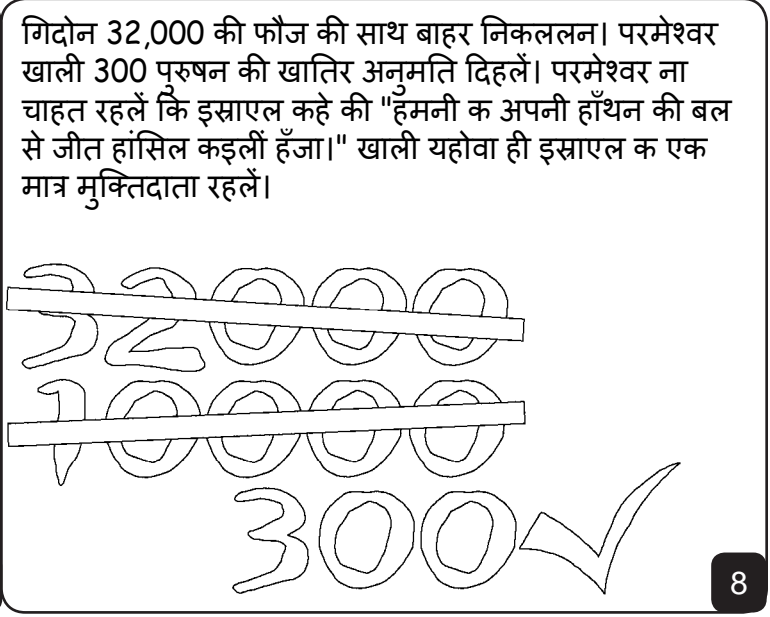 गिदोन 32,000 की फौज की साथ बाहर निकललन। परमेश्वर
खाली 300 पुरुषन की खातिर अनुमति दिहलें। परमेश्वर ना
चाहत रहलें कि इस्राएल कहे की "हमनी क अपनी हाँथन की बल
से जीत हांसिल कइलीं हँजा।" खाली यहोवा ही इस्राएल क एक
मात्र मुक्तिदाता रहलें।
32000
10000
300
8